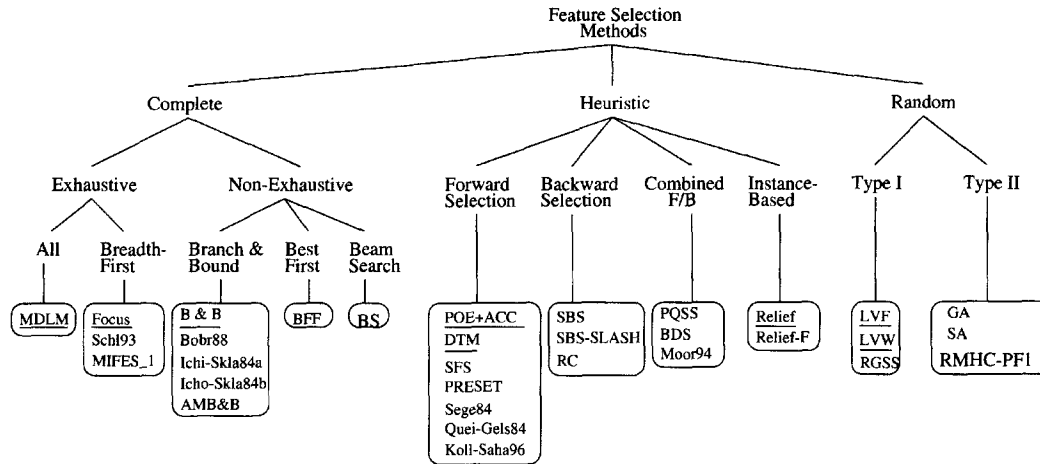 Feature Selection
Methods
Complete
Heuristic
Random
Exhaustive
Non-Exhaustive
Forward
Selection
Backward
Selection
Combined
F/B
Instance-
Based
Type I
Type II
All
Breadth-
First
Branch &
Bound
Best
First
Beam
Search
MDLM
Focus
Schl93
MIFES_1
B & B
Bobr88
Ichi-Skla84a
Icho-Skla84b
AMB&B
BFF
BS
POE+ACC
DTM
SFS
PRESET
Sege84
Quei-Gels84
Koll-Saha96
SBS
SBS-SLASH
RC
PQSS
BDS
Moor94
Relief
Relief-F
LVF
LVW
RGSS
GA
SA
RMHC-PF1